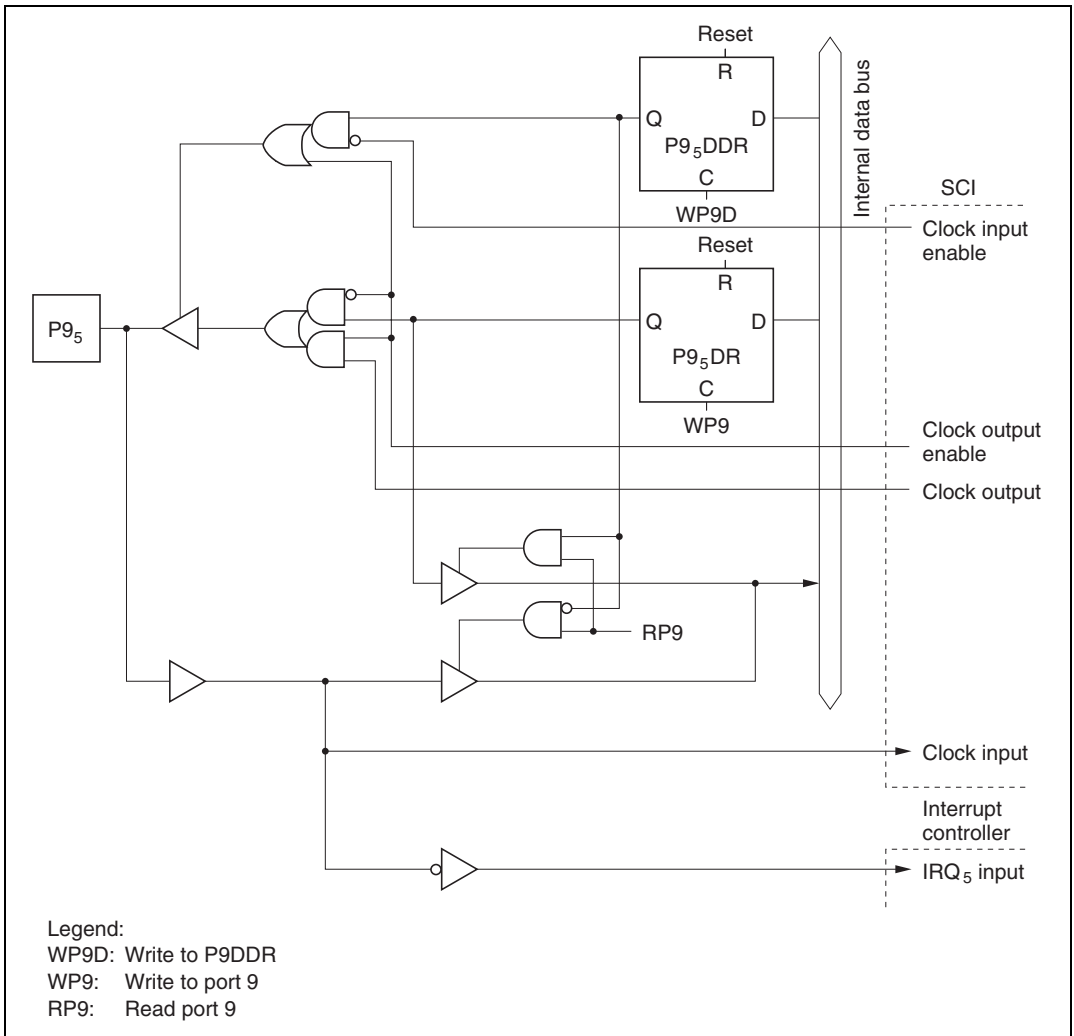 Reset
R
Q
D
P9₅DDR
C
WP9D
Internal data bus
SCI
Clock input
enable
Reset
R
P9₅
Q
D
P9₅DR
C
WP9
Clock output
enable
Clock output
RP9
Clock input
Interrupt
controller
IRQ₅ input
Legend:
WP9D: Write to P9DDR
WP9: Write to port 9
RP9: Read port 9